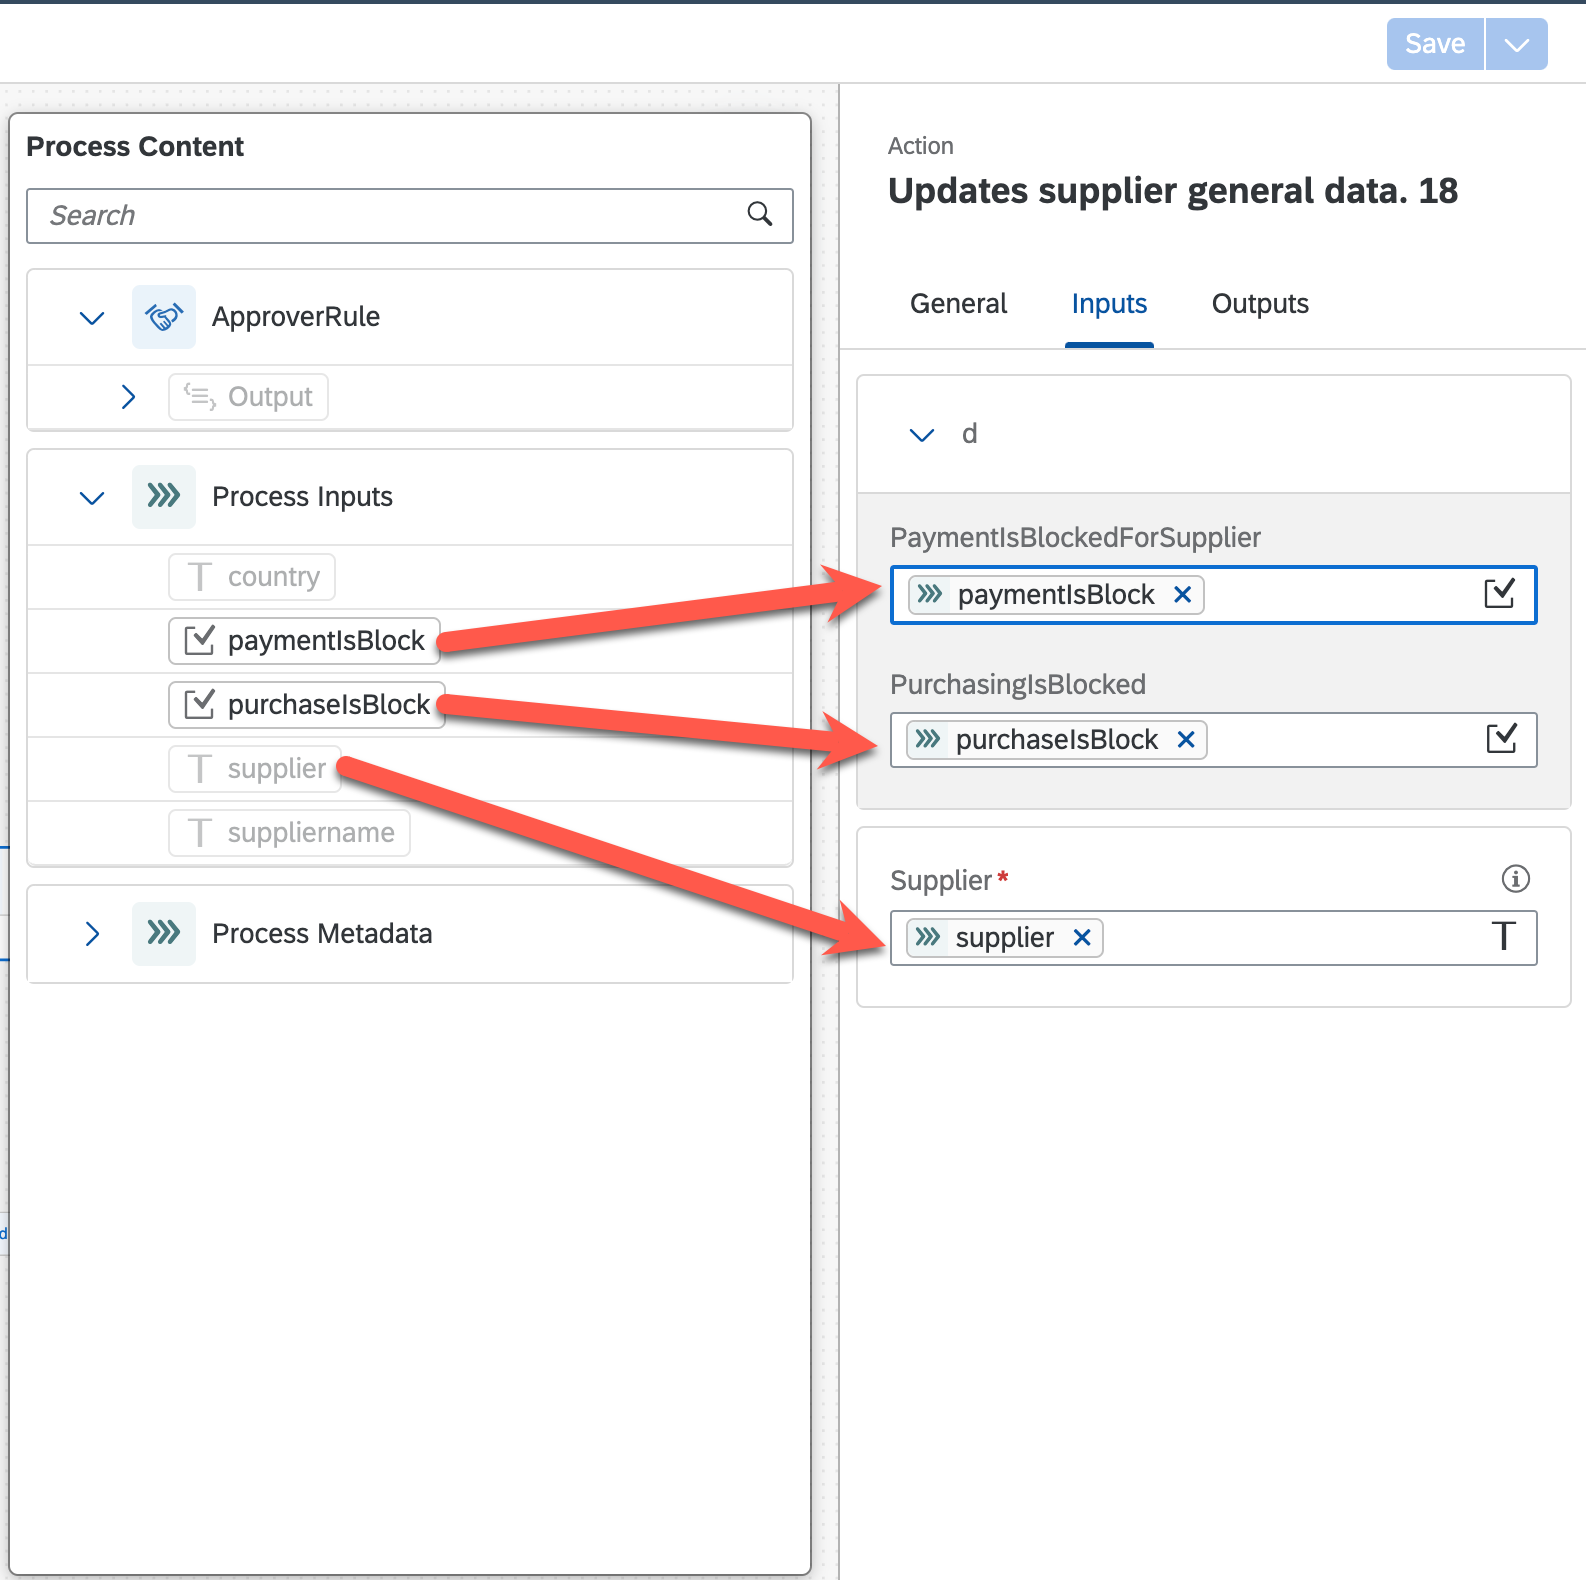 Save
Process Content
Search
ApproverRule
Output
Process Inputs
country
paymentIsBlock
purchaseIsBlock
supplier
suppliername
Process Metadata
d
Action
Updates supplier general data. 18
General Inputs Outputs
d
PaymentIsBlockedForSupplier
paymentIsBlock
PurchasingIsBlocked
purchaseIsBlock
Supplier*
supplier